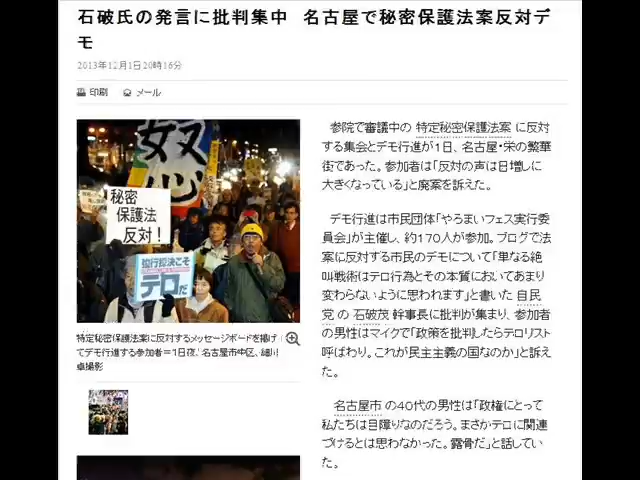 石破氏の発言に批判集中　名古屋で秘密保護法案反対デ
モ
2013年12月1日20時16分
印刷　メール
奴
秘密
保護法
反対！
強行採決こそ
テロだ
特定秘密保護法案に反対するメッセージボードを掲げ
てデモ行進する参加者＝1日夜、名古屋市中区、
卓撮影
参院で審議中の 特定秘密保護法案 に反対
する集会とデモ行進が1日、名古屋・栄の繁華
街であった。参加者は「反対の声は日増しに
大きくなっている」と廃案を訴えた。
デモ行進は市民団体「やろまいフェス実行委
員会」が主催し、約170人が参加。ブログで法
案に反対する市民のデモについて「単なる絶
叫戦術はテロ行為とその本質においてあまり
変わらないように思われます」と書いた 自民
党 の 石破茂 幹事長に批判が集まり、参加者
の男性はマイクで「政策を批判したらテロリスト
呼ばわり。これが民主主義の国なのか」と訴え
た。
名古屋市 の40代の男性は「政権にとって
私たちは目障りなのだろう。まさかテロに関連
づけるとは思わなかった。露骨だ」と話してい
た。